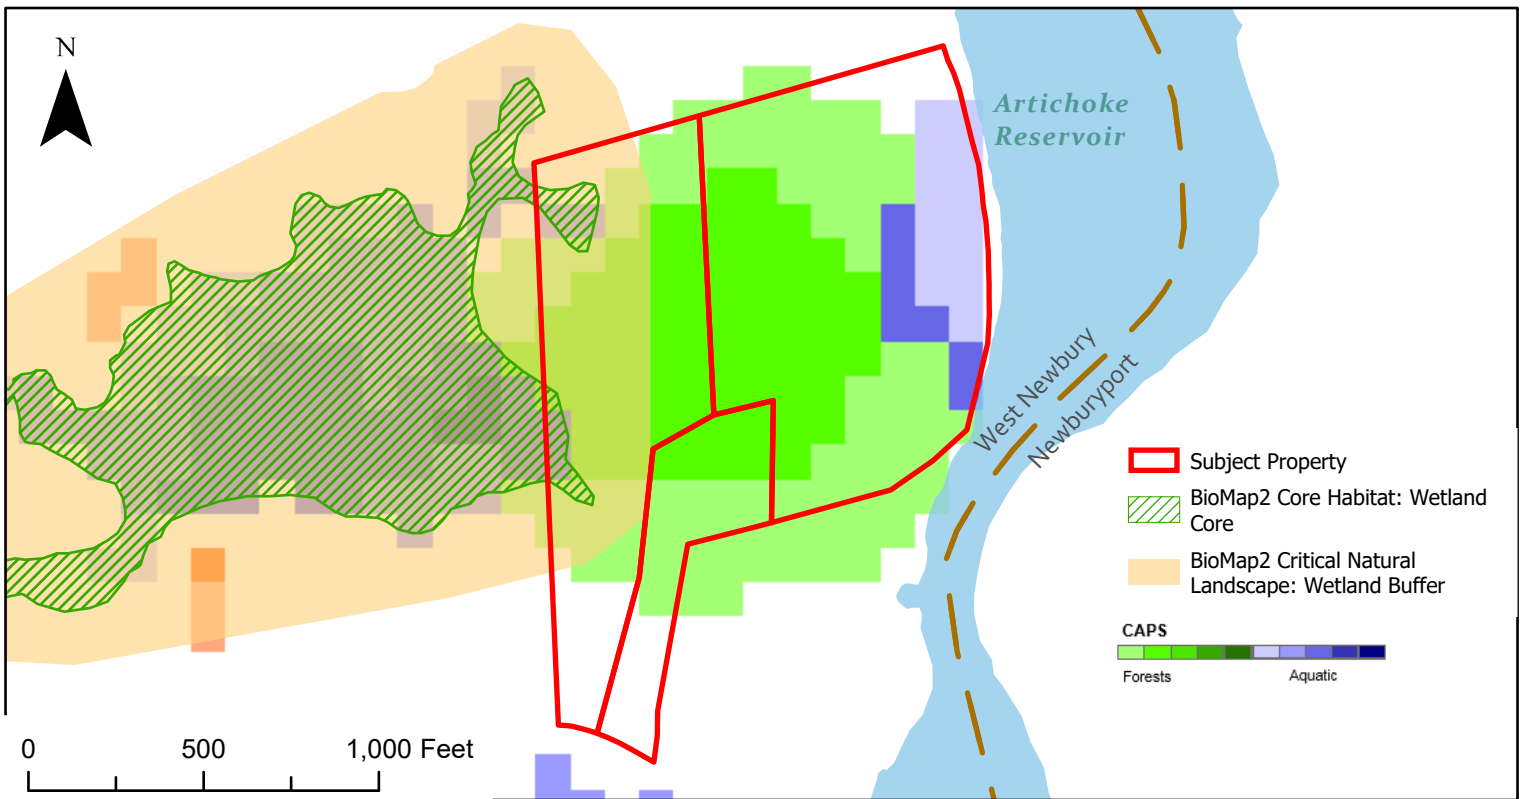 N
Artichoke
Reservoir
West Newbury
Newburyport
Subject Property
BioMap2 Core Habitat: Wetland
Core
BioMap2 Critical Natural
Landscape: Wetland Buffer
CAPS
Forests
Aquatic
0 500 1,000 Feet